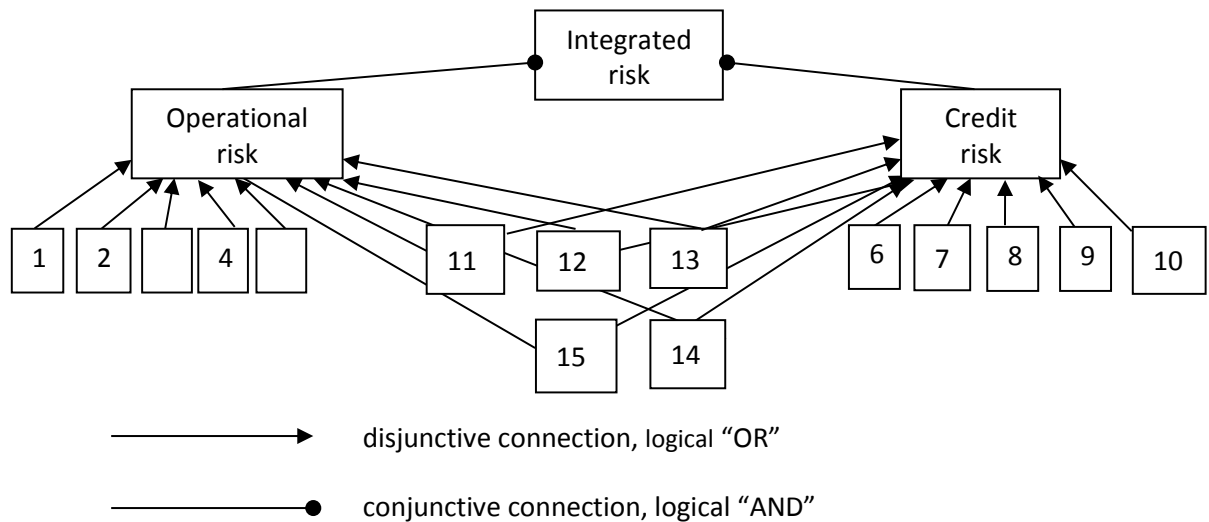 Integrated
risk
Operational
risk
Credit
risk
1
2
4
11
12
13
6
7
8
9
10
15
14
disjunctive connection, logical “OR”
conjunctive connection, logical “AND”